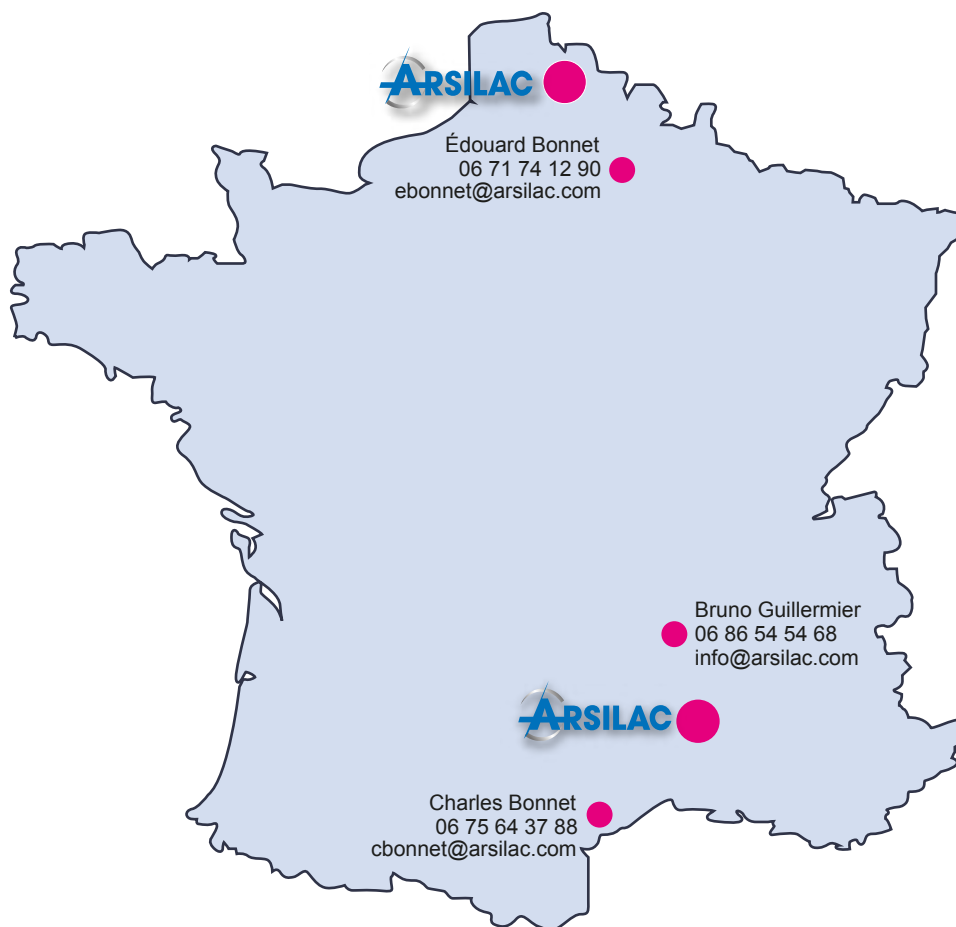 ARSILAC
Édouard Bonnet
06 71 74 12 90
ebonnet@arsilac.com
Bruno Guillermier
06 86 54 54 68
info@arsilac.com
ARSILAC
Charles Bonnet
06 75 64 37 88
cbonnet@arsilac.com